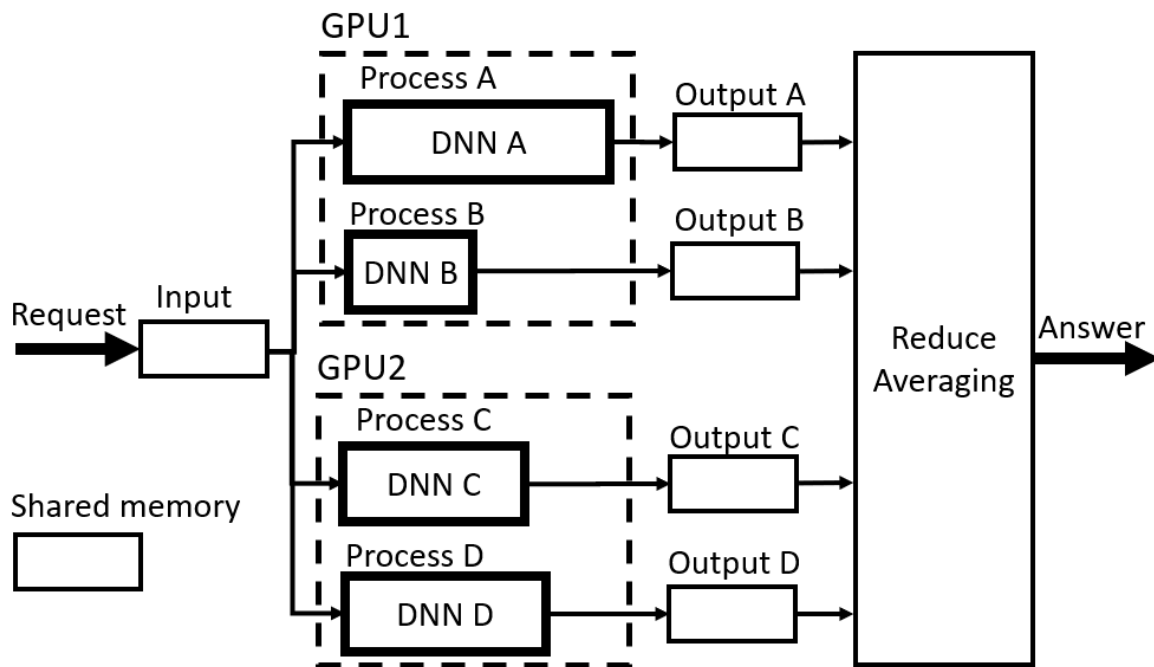 GPU1
Process A
DNN A
Output A
Process B
DNN B
Output B
Request
Input
Reduce
Averaging
Answer
GPU2
Process C
DNN C
Output C
Process D
DNN D
Output D
Shared memory